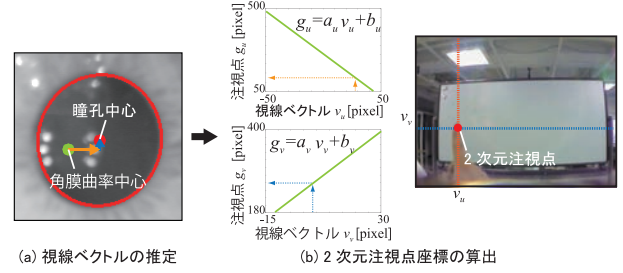 瞳孔中心
角膜曲率中心
(a) 視線ベクトルの推定
500
注視点 g_u [pixel]
g_u=a_u v_u+b_u
50
-50
50
視線ベクトル v_u [pixel]
400
注視点 g_v [pixel]
g_v=a_v v_v+b_v
180
-15
30
視線ベクトル v_v [pixel]
v_v
2 次元注視点
v_u
(b) 2 次元注視点座標の算出